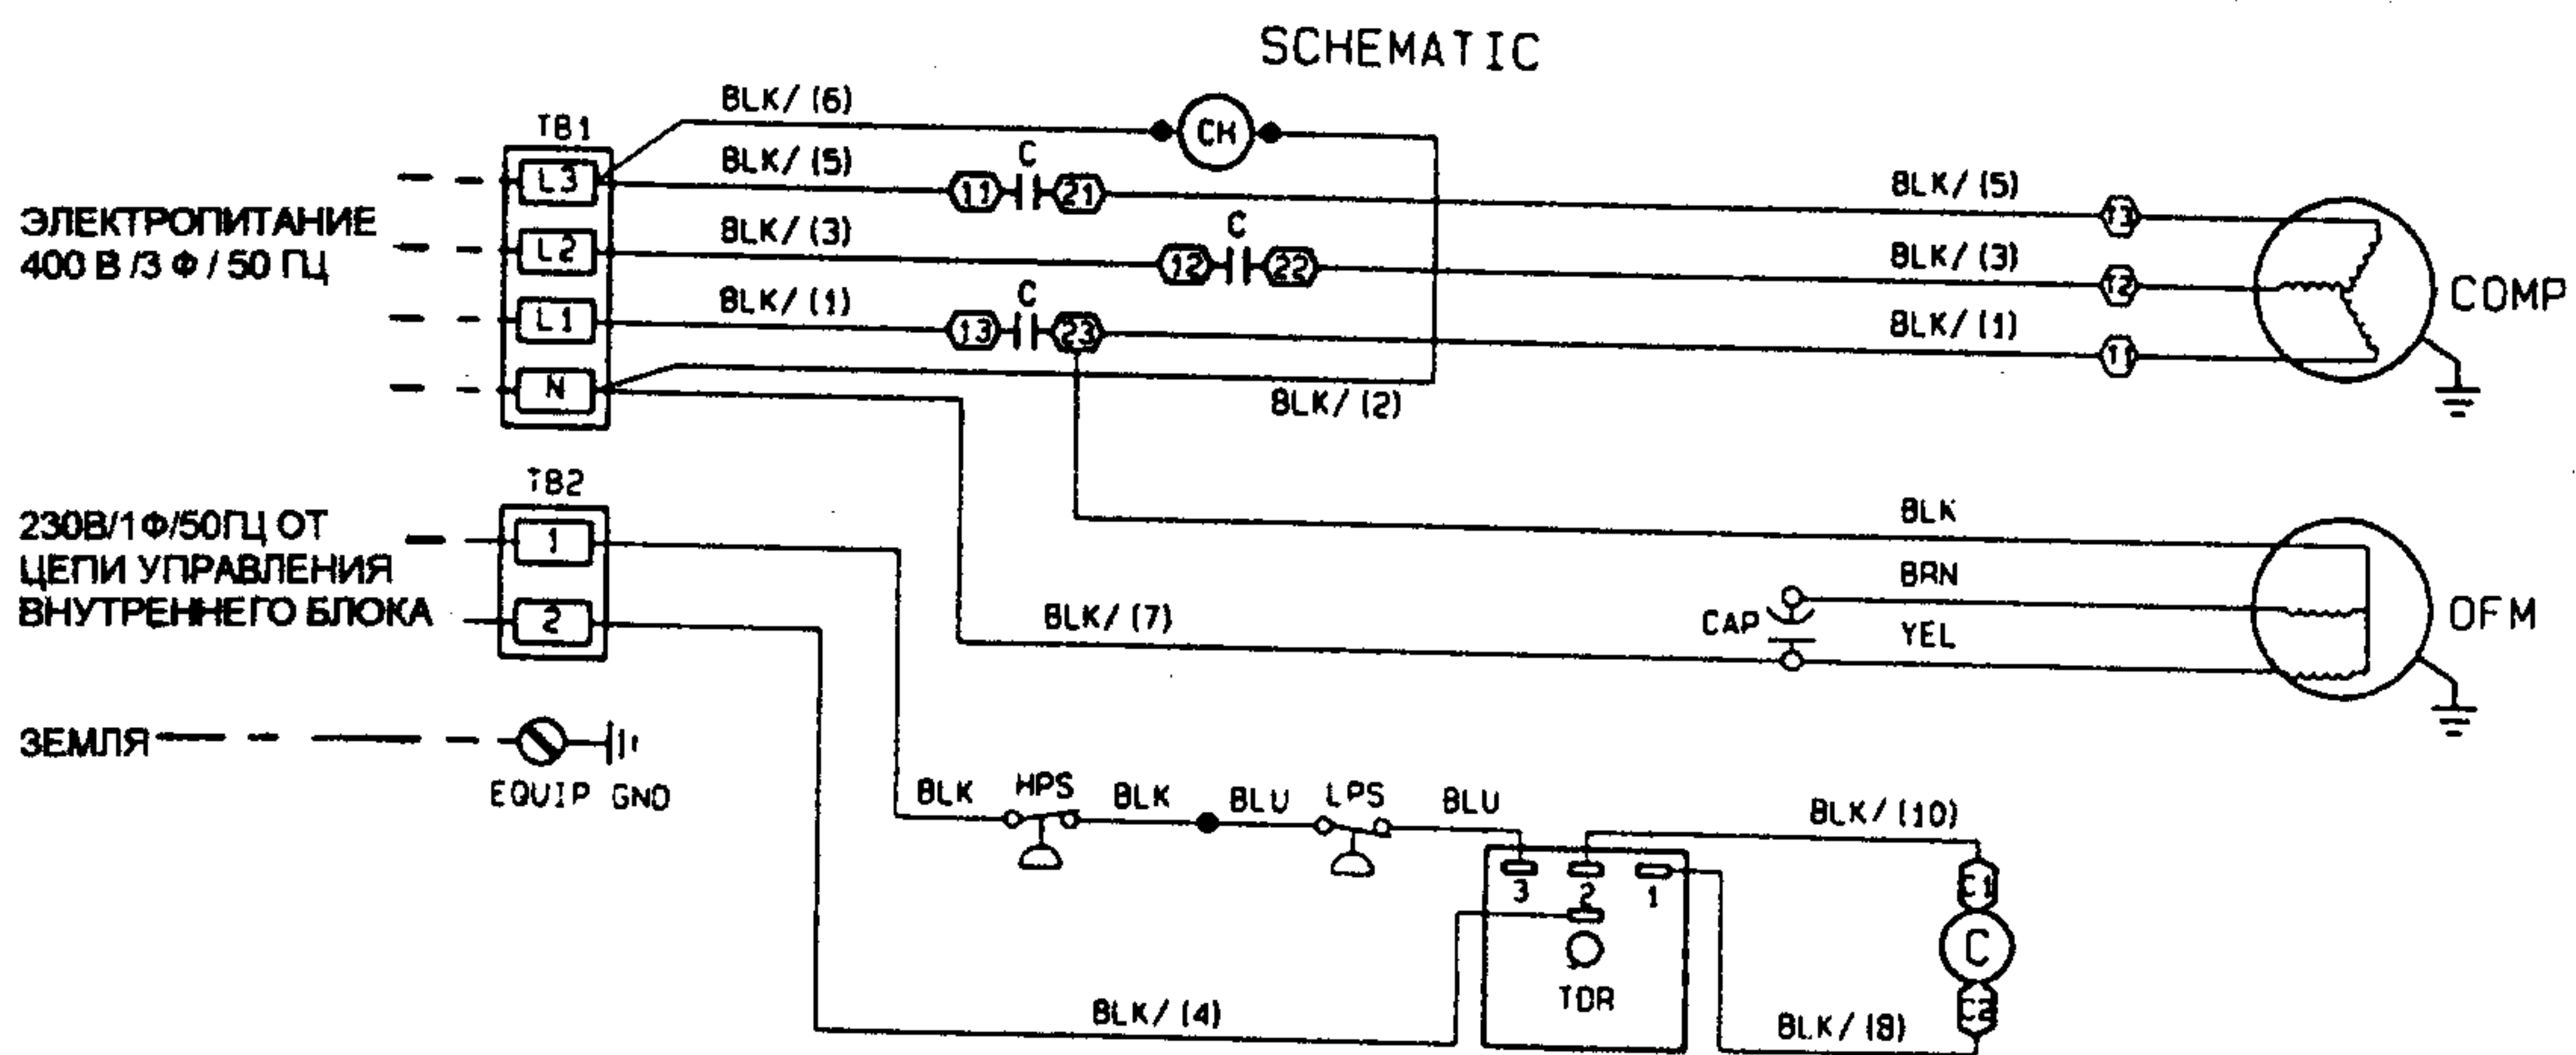 SCHEMATIC
BLK/ (6)
TB1
CH
BLK/ (5)
C
L3
11
21
BLK/ (5)
T3
ЭЛЕКТРОПИТАНИЕ
400 В /3 Ф / 50 ГЦ
BLK/ (3)
C
L2
12
22
BLK/ (3)
T2
COMP
BLK/ (1)
C
L1
13
23
BLK/ (1)
T1
N
BLK/ (2)
TB2
230В/1Ф/50ГЦ ОТ
ЦЕПИ УПРАВЛЕНИЯ
ВНУТРЕННЕГО БЛОКА
1
2
BLK
BRN
CAP
YEL
OFM
BLK/ (7)
ЗЕМЛЯ
EQUIP GND
BLK
HPS
BLK
BLU
LPS
BLU
BLK/ (10)
3
2
1
C1
C
C2
TDR
BLK/ (4)
BLK/ (8)